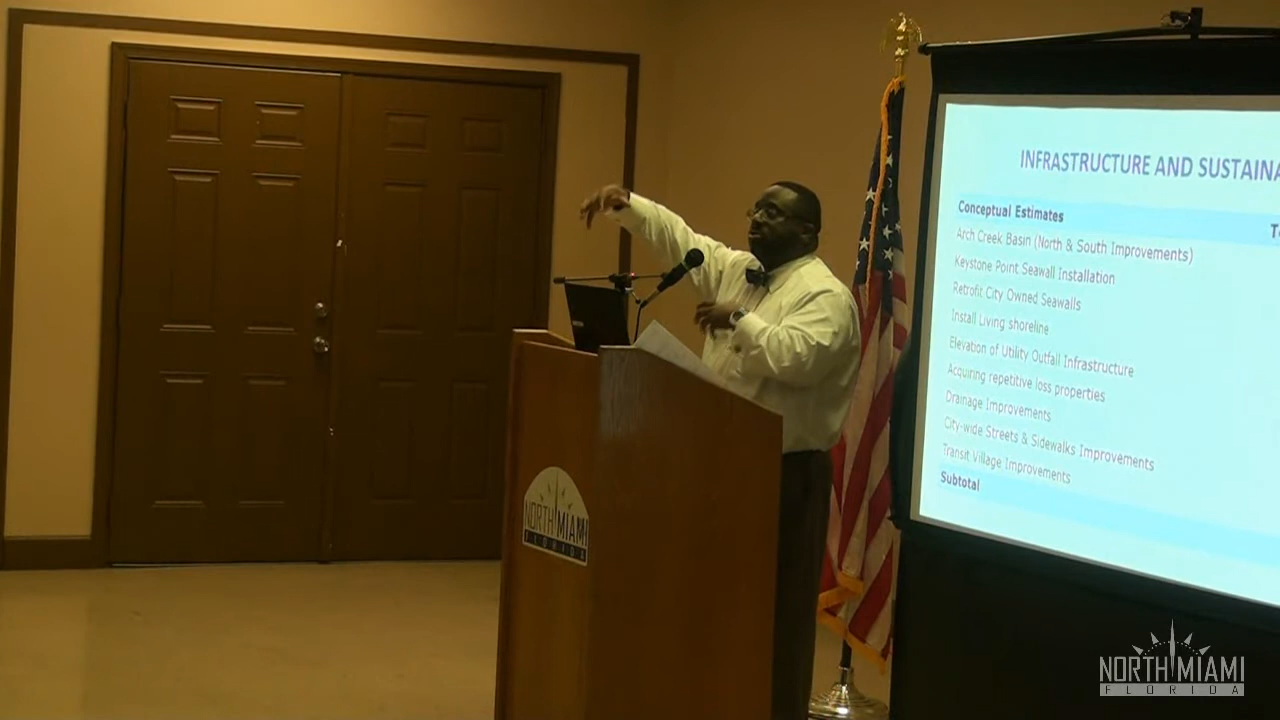 INFRASTRUCTURE AND SUSTAINA
Conceptual Estimates
Arch Creek Basin (North & South Improvements)
Keystone Point Seawall Installation
Retrofit City Owned Seawalls
Install Living shoreline
Elevation of Utility Outfall Infrastructure
Acquiring repetitive loss properties
Drainage Improvements
City-wide Streets & Sidewalks Improvements
Transit Village Improvements
Subtotal
NORTH MIAMI
FLORIDA
NORTH MIAMI
FLORIDA